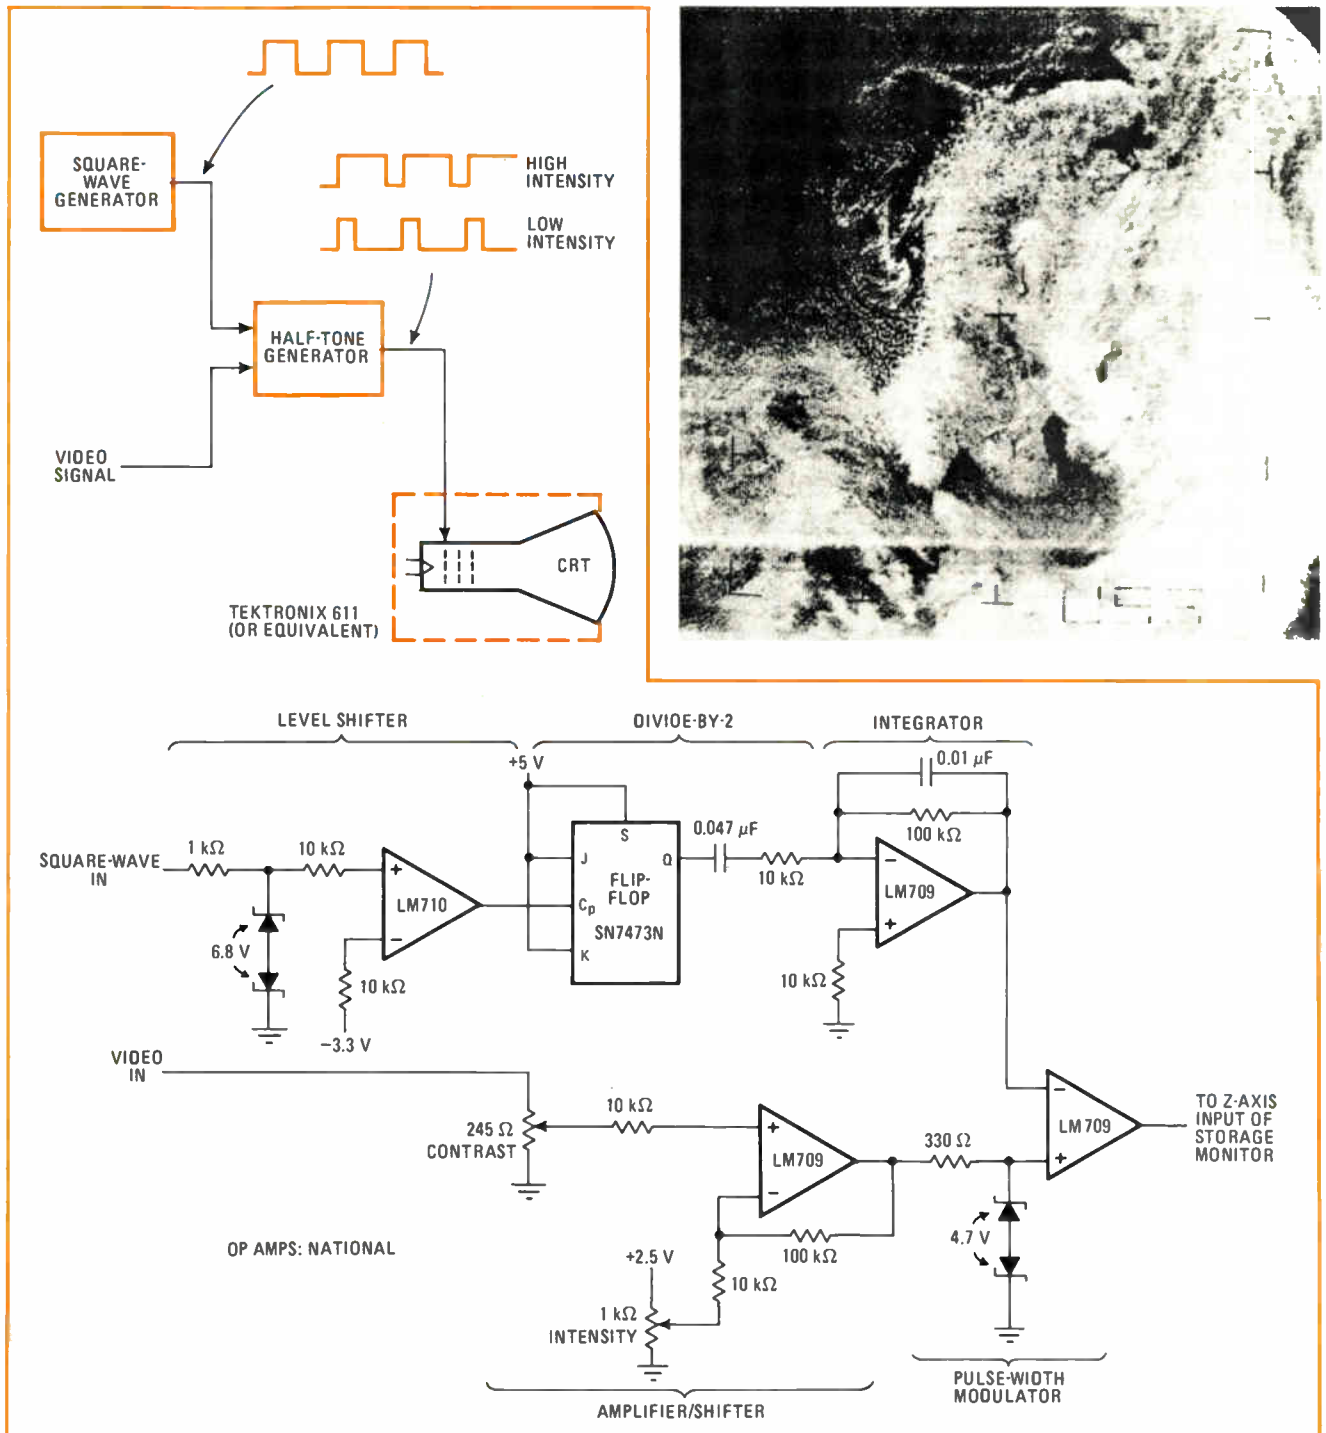 SQUARE-
WAVE
GENERATOR
HIGH
INTENSITY
LOW
INTENSITY
HALF-TONE
GENERATOR
VIDEO
SIGNAL
CRT
TEKTRONIX 611
(OR EQUIVALENT)
LEVEL SHIFTER
DIVIDE-BY-2
INTEGRATOR
+5 V
0.01 µF
100 kΩ
SQUARE-WAVE
IN
1 kΩ
10 kΩ
+
LM710
−
6.8 V
10 kΩ
−3.3 V
S
J
Q
FLIP-
FLOP
Cp
SN7473N
K
0.047 µF
10 kΩ
−
LM709
+
10 kΩ
VIDEO
IN
245 Ω
CONTRAST
10 kΩ
+
LM709
−
330 Ω
−
LM709
+
TO Z-AXIS
INPUT OF
STORAGE
MONITOR
100 kΩ
4.7 V
OP AMPS: NATIONAL
+2.5 V
10 kΩ
1 kΩ
INTENSITY
PULSE-WIDTH
MODULATOR
AMPLIFIER/SHIFTER